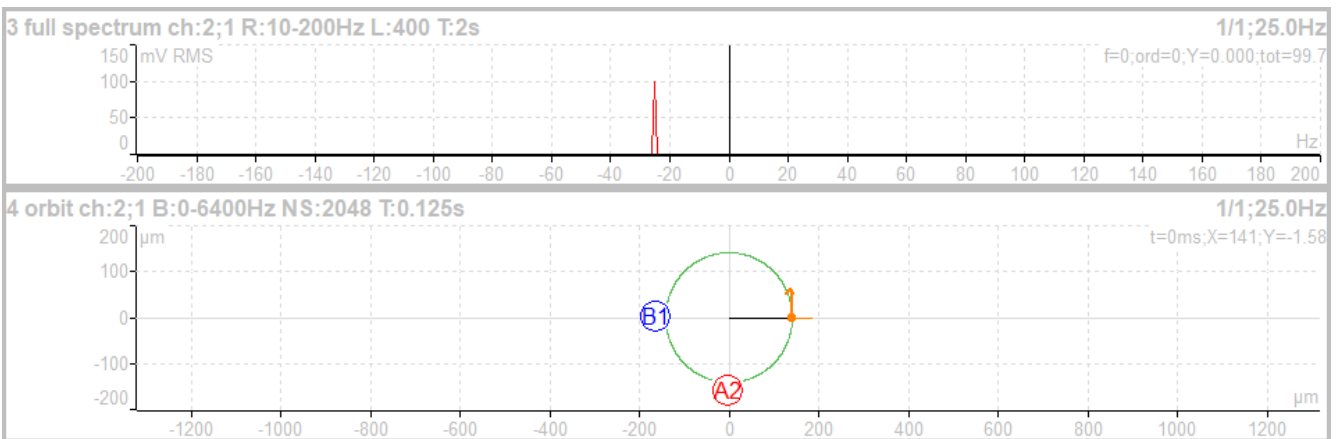 3 full spectrum ch:2;1 R:10-200Hz L:400 T:2s 1/1;25.0Hz
150 mV RMS f=0;ord=0;Y=0.000;tot=99.7
100
50
0 Hz
-200 -180 -160 -140 -120 -100 -80 -60 -40 -20 0 20 40 60 80 100 120 140 160 180 200
4 orbit ch:2;1 B:0-6400Hz NS:2048 T:0.125s 1/1;25.0Hz
200 µm t=0ms;X=141;Y=-1.58
100
0 B1
-100
-200 A2 µm
-1200 -1000 -800 -600 -400 -200 0 200 400 600 800 1000 1200